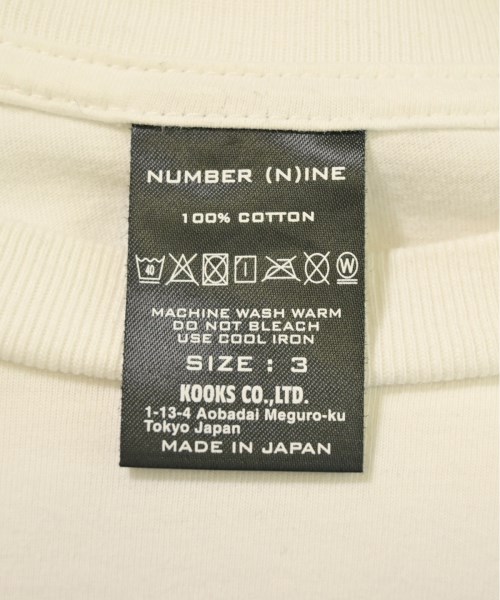 NUMBER (N)INE
100% COTTON
40 W
MACHINE WASH WARM
DO NOT BLEACH
USE COOL IRON
SIZE : 3
KOOKS CO.,LTD.
1-13-4 Aobadai Meguro-ku
Tokyo Japan
MADE IN JAPAN